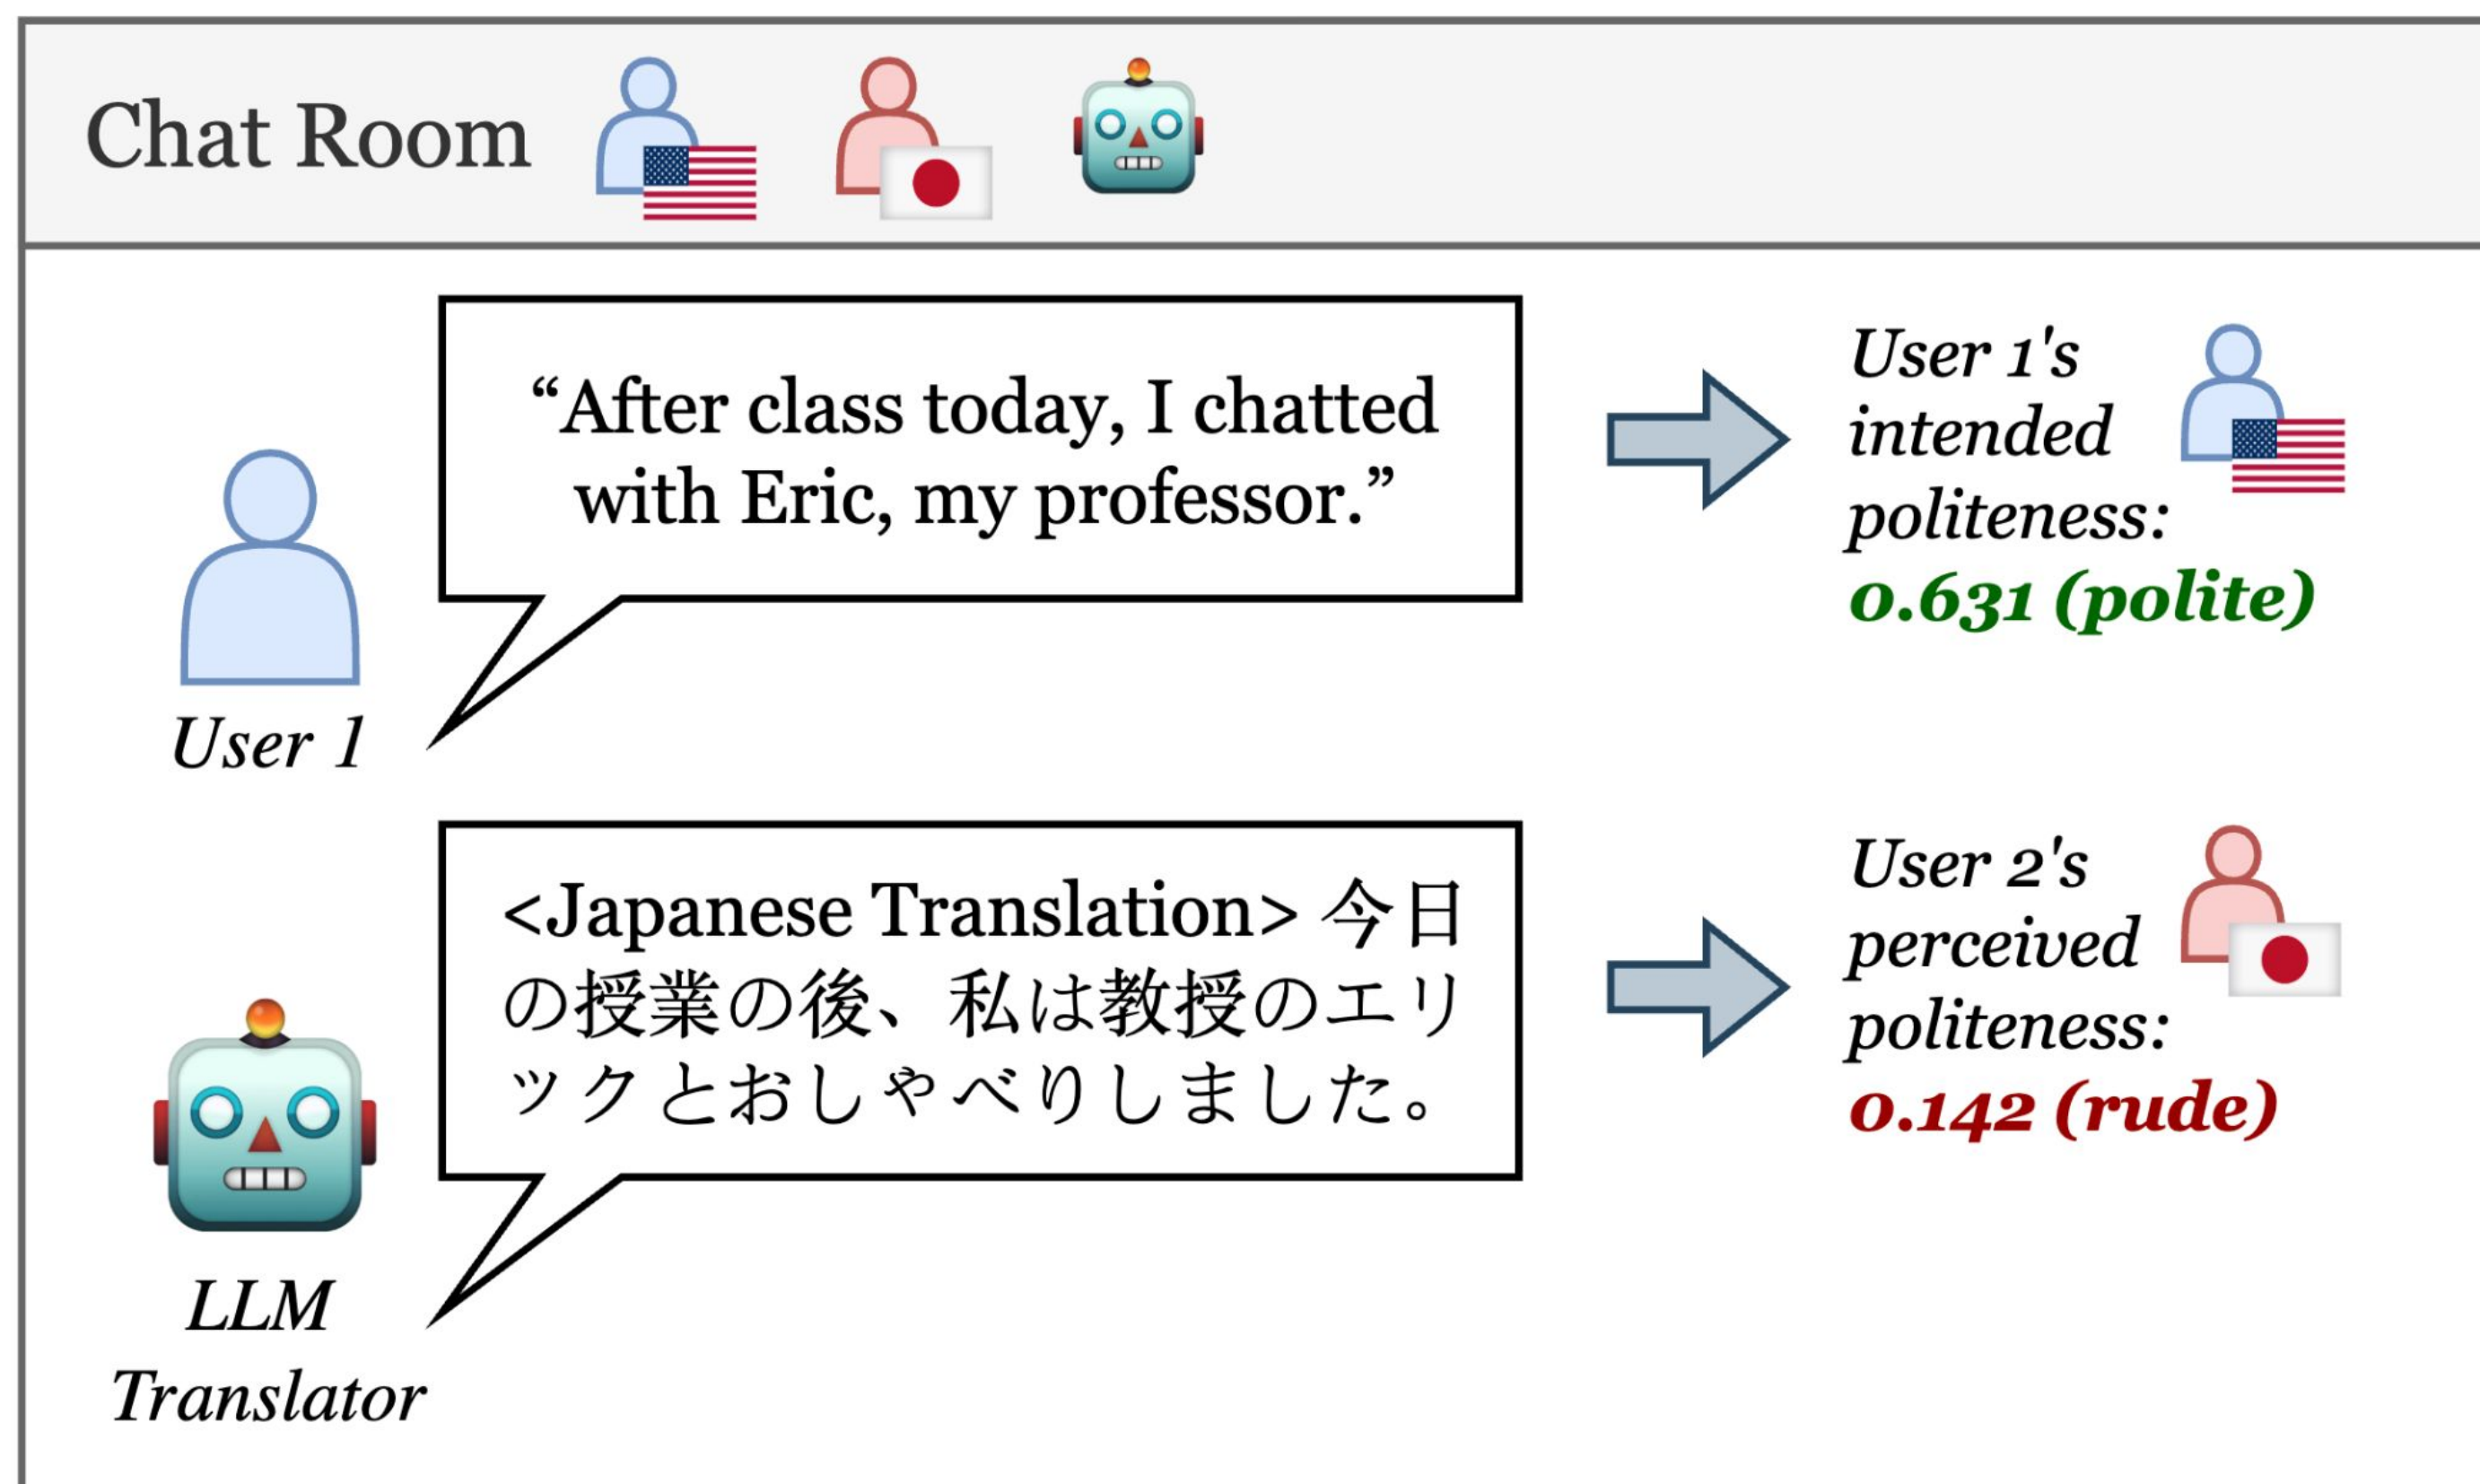 Chat Room
“After class today, I chatted
with Eric, my professor.”
User 1's
intended
politeness:
0.631 (polite)
User 1
<Japanese Translation> 今日
の授業の後、私は教授のエリ
ックとおしゃべりしました。
User 2's
perceived
politeness:
0.142 (rude)
LLM
Translator